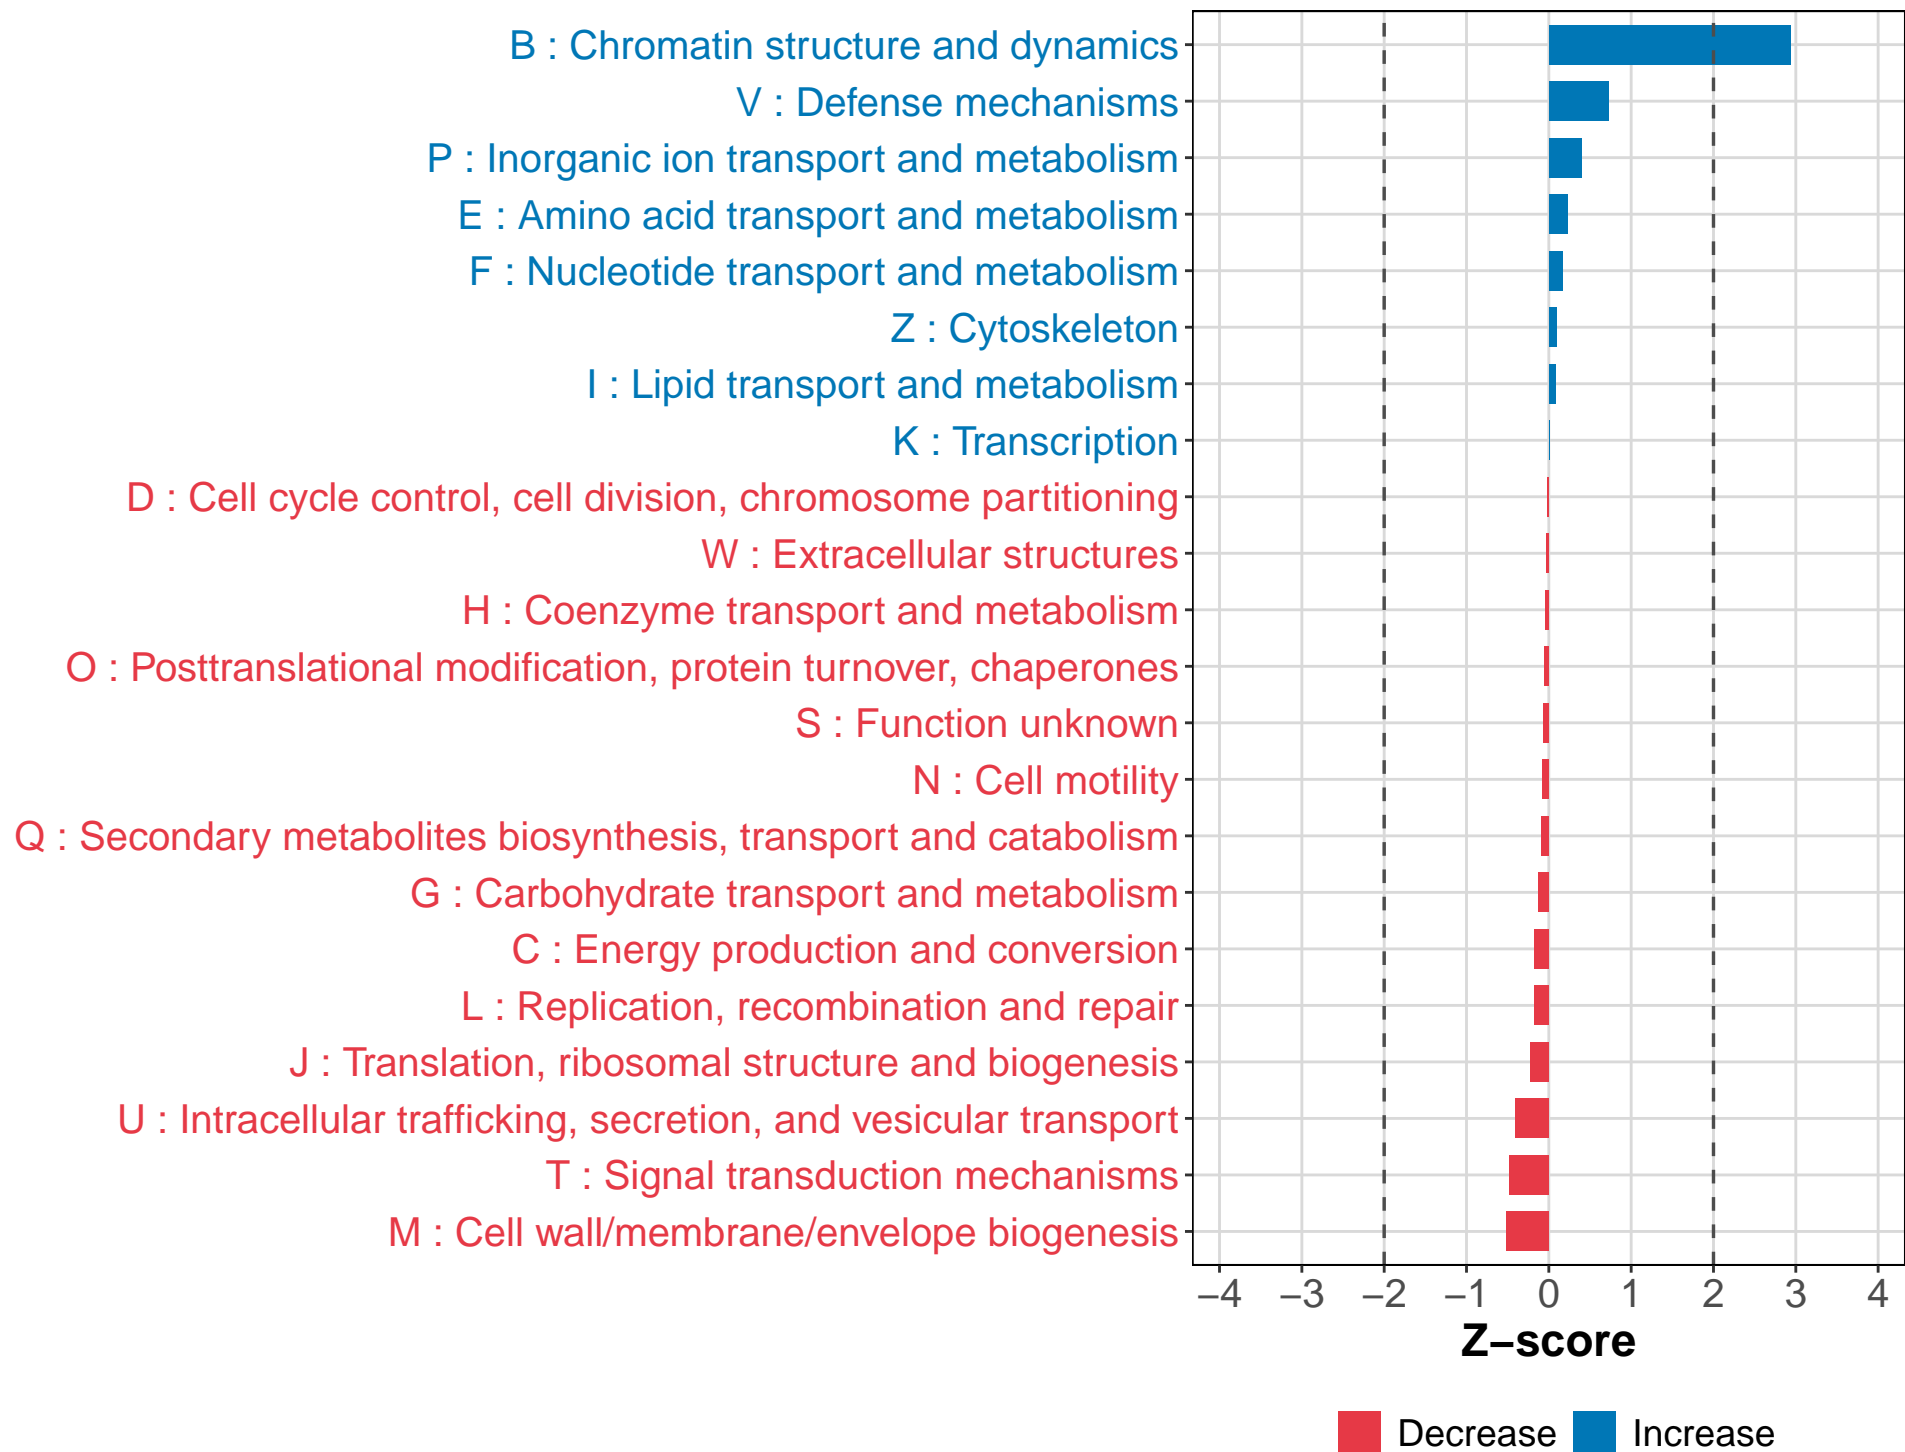 B : Chromatin structure and dynamics
V : Defense mechanisms
P : Inorganic ion transport and metabolism
E : Amino acid transport and metabolism
F : Nucleotide transport and metabolism
Z : Cytoskeleton
I : Lipid transport and metabolism
K : Transcription
D : Cell cycle control, cell division, chromosome partitioning
W : Extracellular structures
H : Coenzyme transport and metabolism
O : Posttranslational modification, protein turnover, chaperones
S : Function unknown
N : Cell motility
Q : Secondary metabolites biosynthesis, transport and catabolism
G : Carbohydrate transport and metabolism
C : Energy production and conversion
L : Replication, recombination and repair
J : Translation, ribosomal structure and biogenesis
U : Intracellular trafficking, secretion, and vesicular transport
T : Signal transduction mechanisms
M : Cell wall/membrane/envelope biogenesis
−4 −3 −2 −1 0 1 2 3 4
Z−score
Decrease Increase